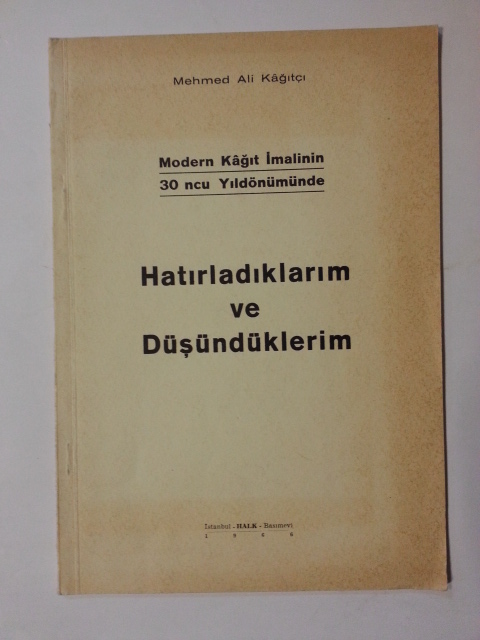 Mehmed Ali Kâğıtçı
Modern Kâğıt İmalinin
30 ncu Yıldönümünde
Hatırladıklarım
ve
Düşündüklerim
İstanbul - HALK - Basımevi